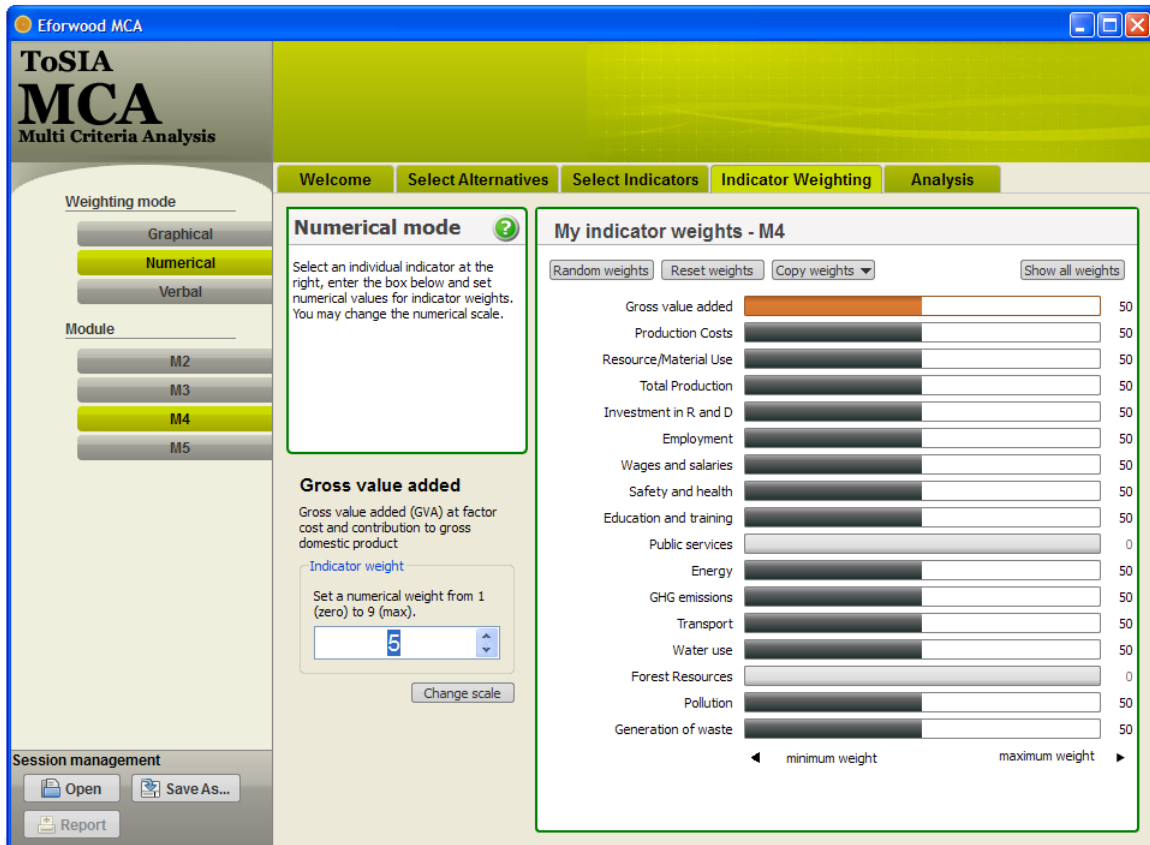 Eforwood MCA
ToSIA
MCA
Multi Criteria Analysis
Welcome
Select Alternatives
Select Indicators
Indicator Weighting
Analysis
Weighting mode
Graphical
Numerical
Verbal
Module
M2
M3
M4
M5
Numerical mode
?
Select an individual indicator at the
right, enter the box below and set
numerical values for indicator weights.
You may change the numerical scale.
Gross value added
Gross value added (GVA) at factor
cost and contribution to gross
domestic product
Indicator weight
Set a numerical weight from 1
(zero) to 9 (max).
5
Change scale
My indicator weights - M4
Random weights
Reset weights
Copy weights
Show all weights
Gross value added 50
Production Costs 50
Resource/Material Use 50
Total Production 50
Investment in R and D 50
Employment 50
Wages and salaries 50
Safety and health 50
Education and training 50
Public services 0
Energy 50
GHG emissions 50
Transport 50
Water use 50
Forest Resources 0
Pollution 50
Generation of waste 50
minimum weight
maximum weight
Session management
Open
Save As...
Report